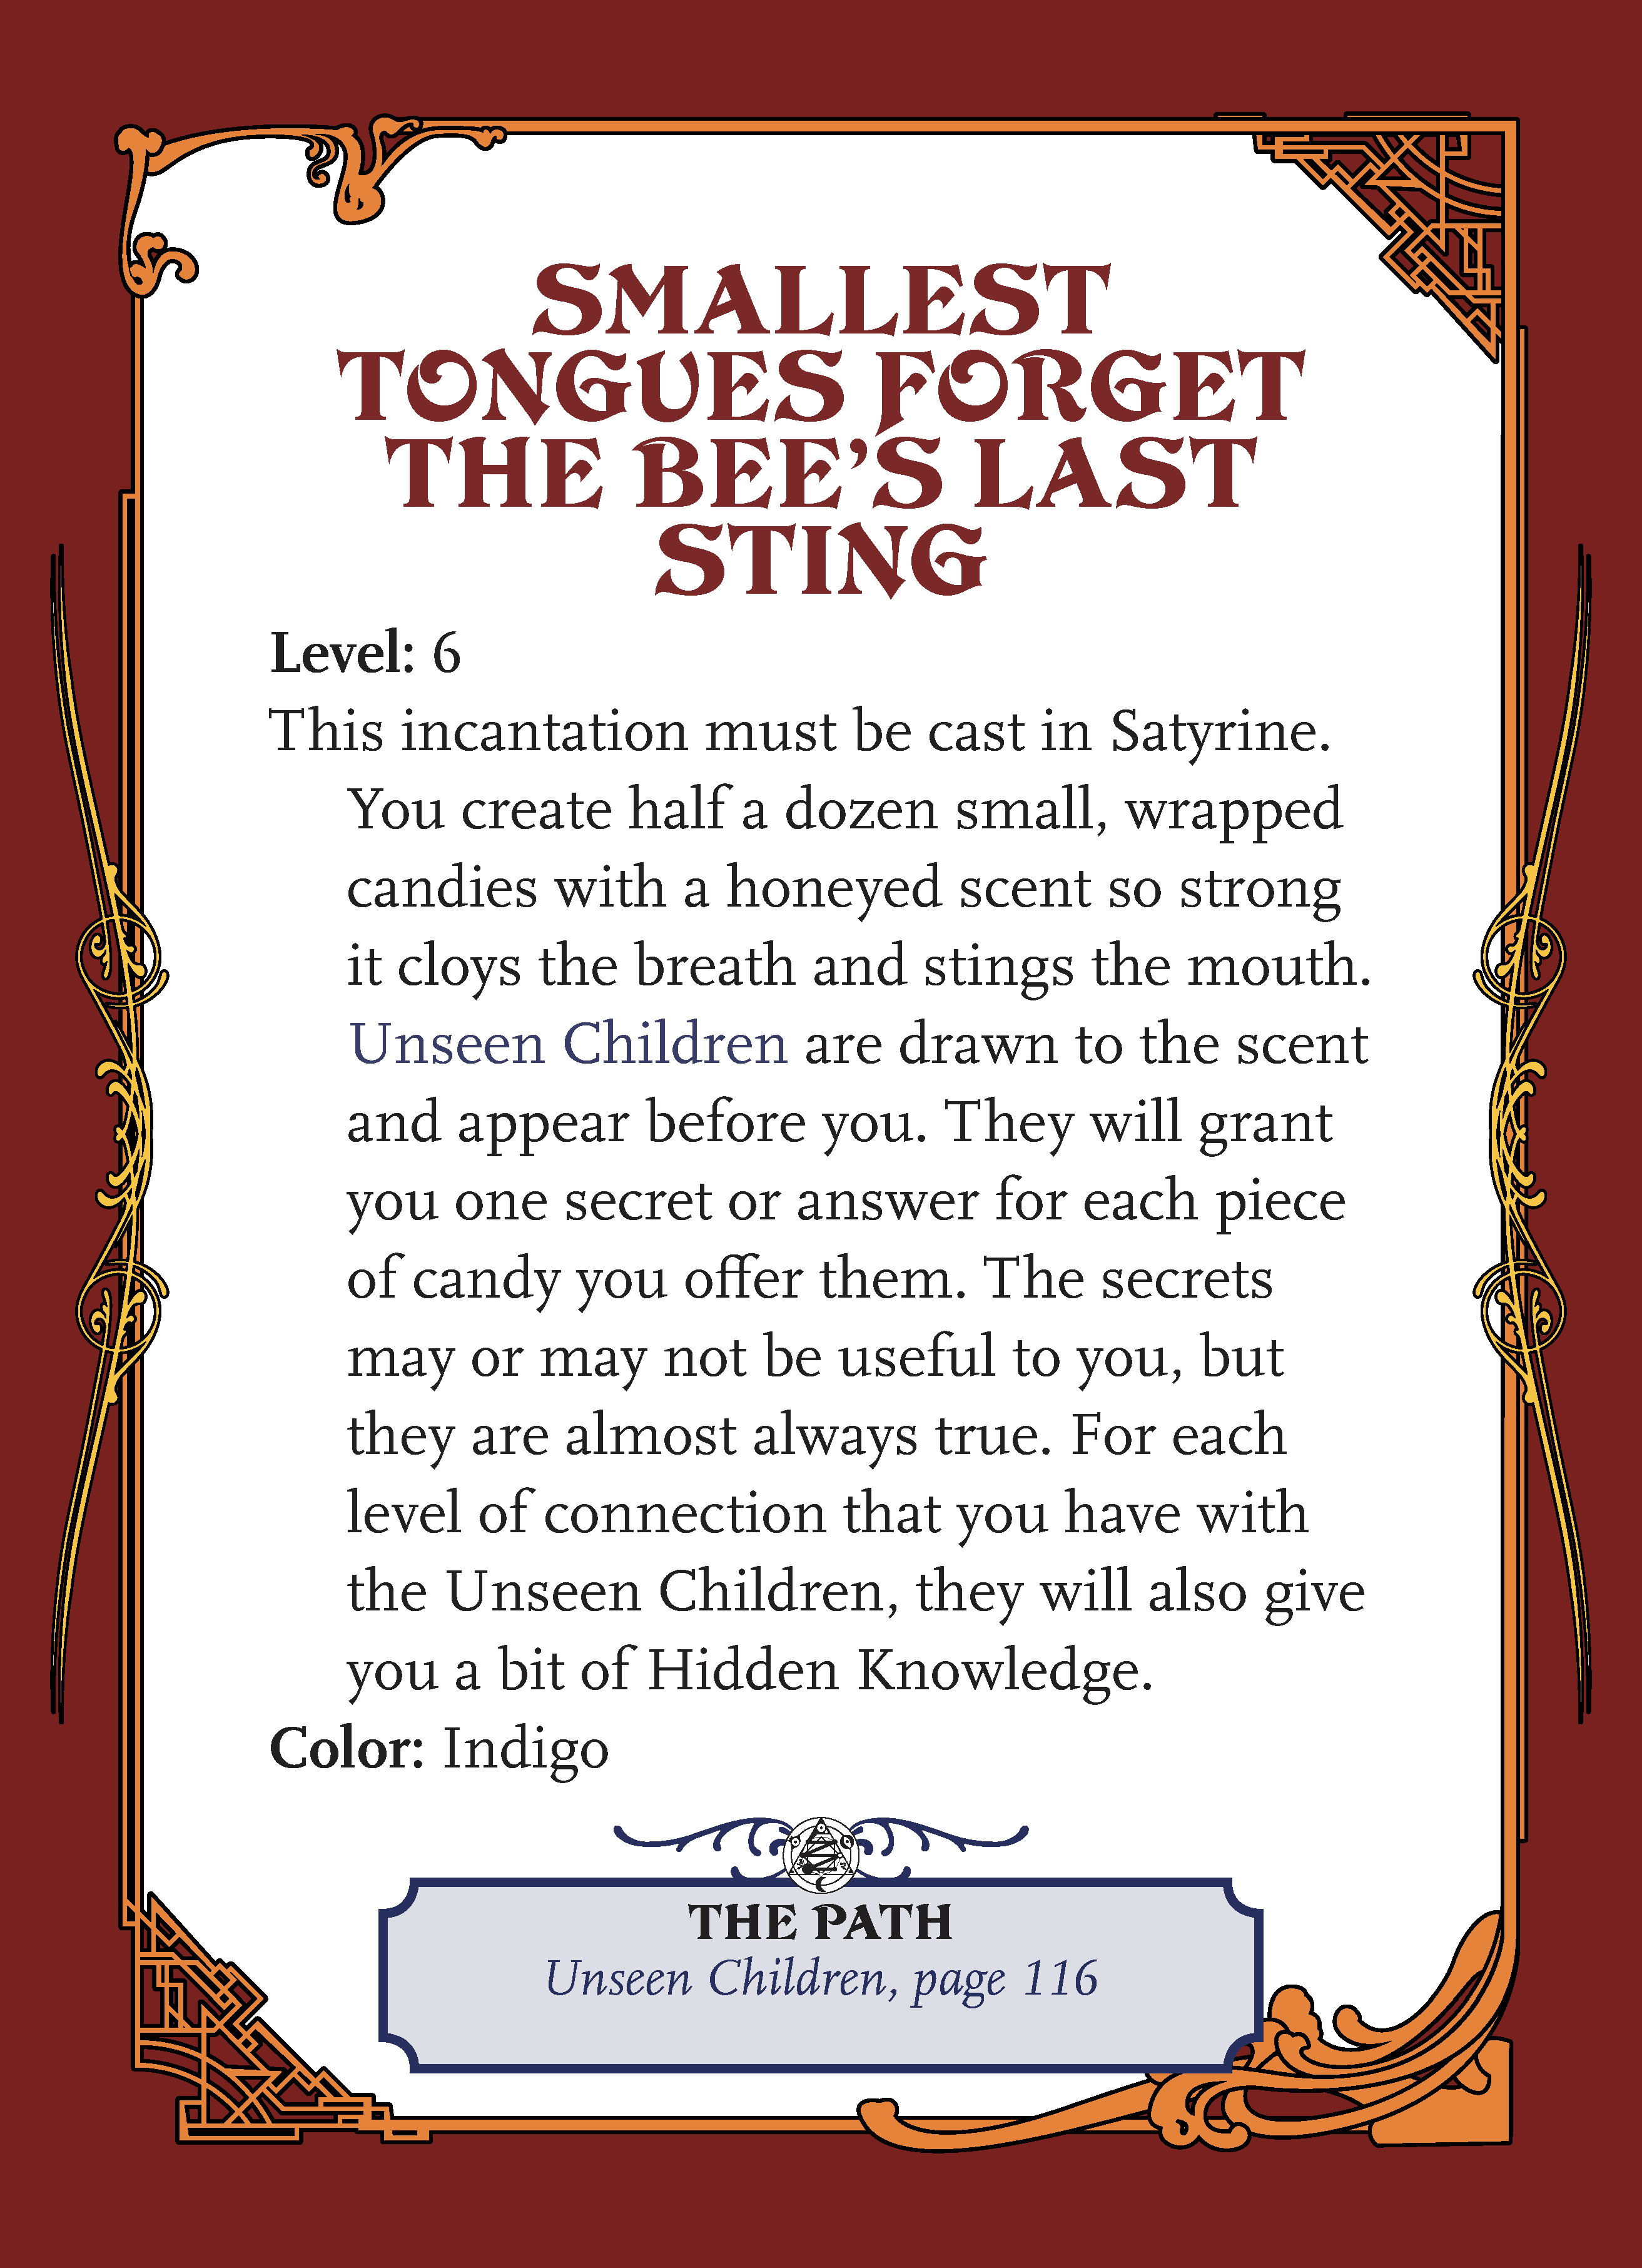 SMALLEST
TONGUES FORGET
THE BEE’S LAST
STING
Level: 6
This incantation must be cast in Satyrine.
You create half a dozen small, wrapped
candies with a honeyed scent so strong
it cloys the breath and stings the mouth.
Unseen Children are drawn to the scent
and appear before you. They will grant
you one secret or answer for each piece
of candy you offer them. The secrets
may or may not be useful to you, but
they are almost always true. For each
level of connection that you have with
the Unseen Children, they will also give
you a bit of Hidden Knowledge.
Color: Indigo
THE PATH
Unseen Children, page 116